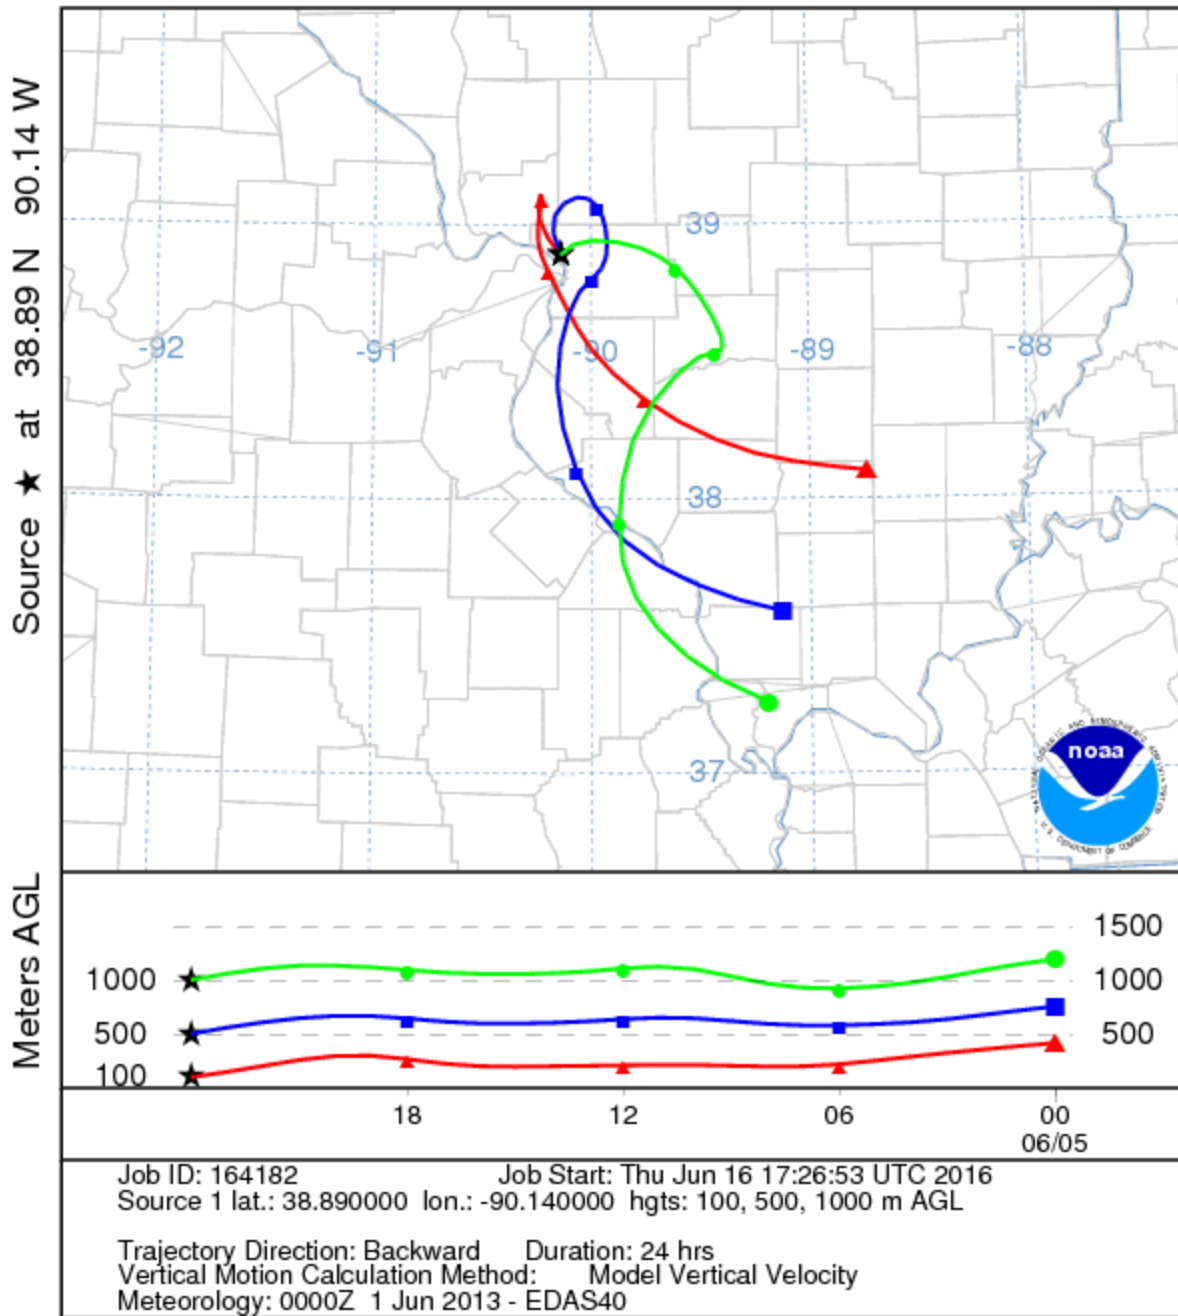 Source ★ at 38.89 N 90.14 W
39
-92 -91 -90 -89 -88
38
37
noaa
Meters AGL
1500
1000 1000
500 500
100
18 12 06 00
06/05
Job ID: 164182 Job Start: Thu Jun 16 17:26:53 UTC 2016
Source 1 lat.: 38.890000 lon.: -90.140000 hgts: 100, 500, 1000 m AGL
Trajectory Direction: Backward Duration: 24 hrs
Vertical Motion Calculation Method: Model Vertical Velocity
Meteorology: 0000Z 1 Jun 2013 - EDAS40